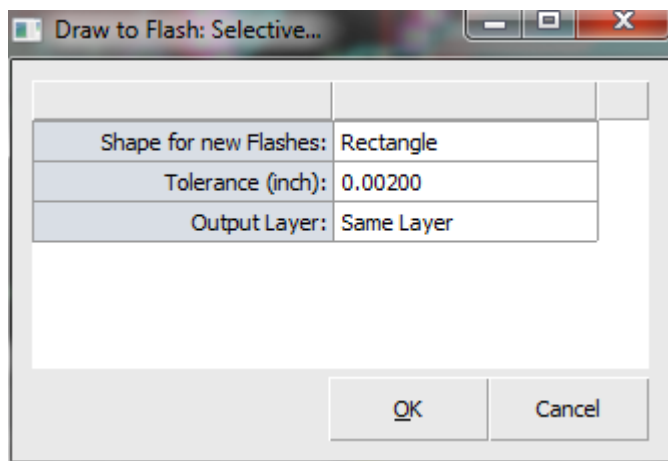 Draw to Flash: Selective...
Shape for new Flashes: Rectangle
Tolerance (inch): 0.00200
Output Layer: Same Layer
OK Cancel